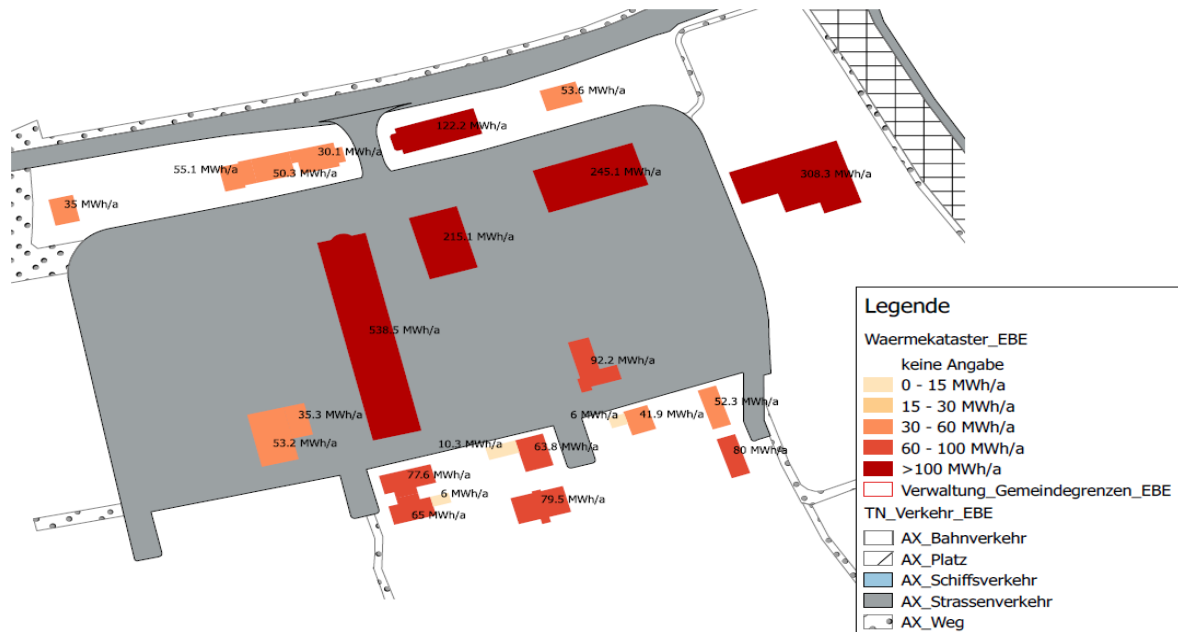 53.6 MWh/a
122.2 MWh/a
30.1 MWh/a
55.1 MWh/a
50.3 MWh/a
245.1 MWh/a
308.3 MWh/a
35 MWh/a
215.1 MWh/a
538.5 MWh/a
92.2 MWh/a
52.3 MWh/a
35.3 MWh/a
6 MWh/a
41.9 MWh/a
53.2 MWh/a
10.3 MWh/a
63.8 MWh/a
80 MWh/a
77.6 MWh/a
6 MWh/a
79.5 MWh/a
65 MWh/a
Legende
Waermekataster_EBE
keine Angabe
0 - 15 MWh/a
15 - 30 MWh/a
30 - 60 MWh/a
60 - 100 MWh/a
>100 MWh/a
Verwaltung_Gemeindegrenzen_EBE
TN_Verkehr_EBE
AX_Bahnverkehr
AX_Platz
AX_Schiffsverkehr
AX_Strassenverkehr
AX_Weg